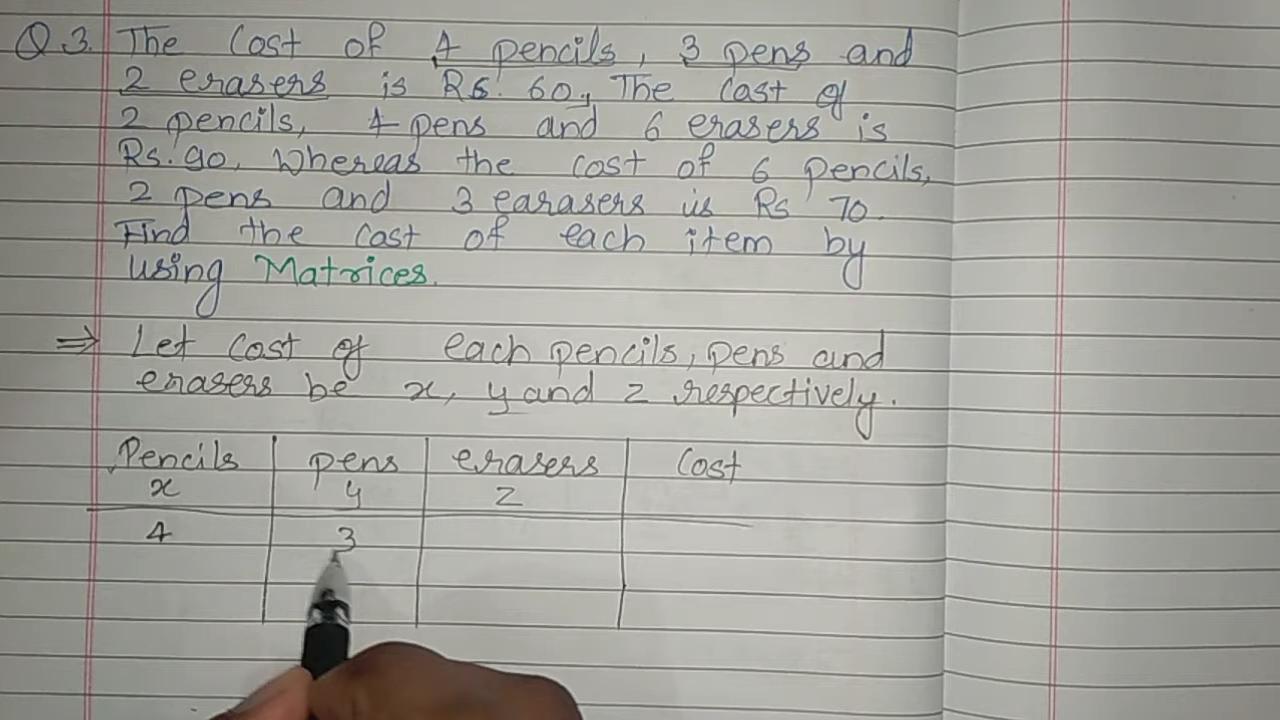 Q 3. The Cost of 4 pencils, 3 pens and
2 erasers is Rs. 60, The Cost of
2 pencils, 4 pens and 6 erasers is
Rs. 90, Whereas the cost of 6 pencils,
2 pens and 3 earasers is Rs 70.
Find the Cost of each item by
using Matrices.
⇒ Let Cost of each pencils, pens and
erasers be x, y and z respectively.
Pencils pens erasers Cost
x y z
4 3